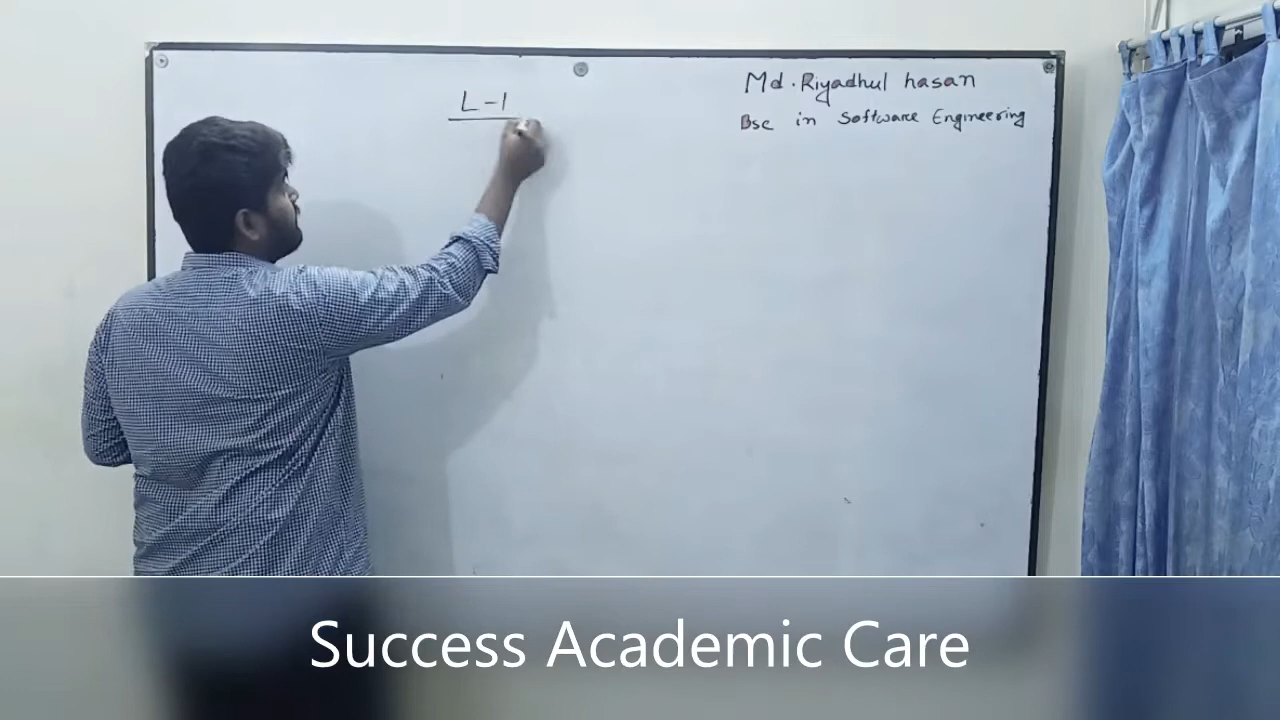 L-1
Md. Riyadhul hasan
Bsc in Software Engineering
Success Academic Care